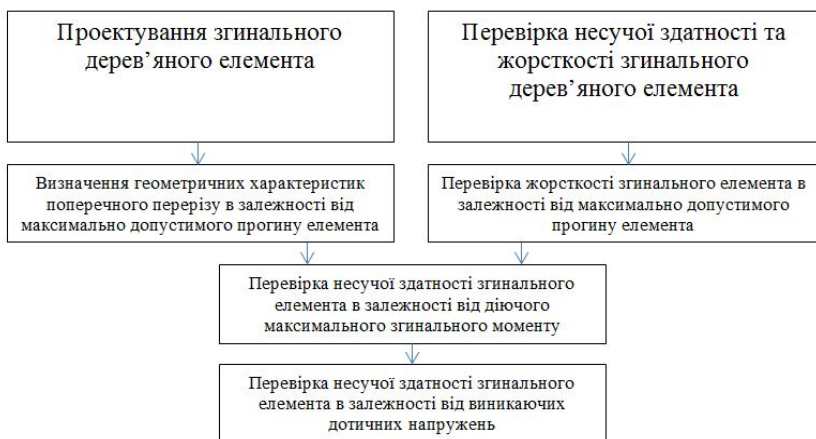 Проектування згинального
дерев’яного елемента
Перевірка несучої здатності та
жорсткості згинального
дерев’яного елемента
Визначення геометричних характеристик
поперечного перерізу в залежності від
максимально допустимого прогину елемента
Перевірка жорсткості згинального елемента в
залежності від максимально допустимого
прогину елемента
Перевірка несучої здатності згинального
елемента в залежності від діючого
максимального згинального моменту
Перевірка несучої здатності згинального
елемента в залежності від виникаючих
дотичних напружень